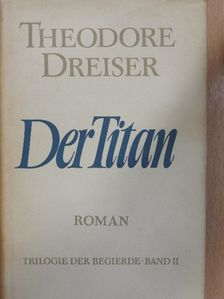 THEODORE
DREISER
Der Titan
ROMAN
TRILOGIE DER BEGIERDE · BAND II